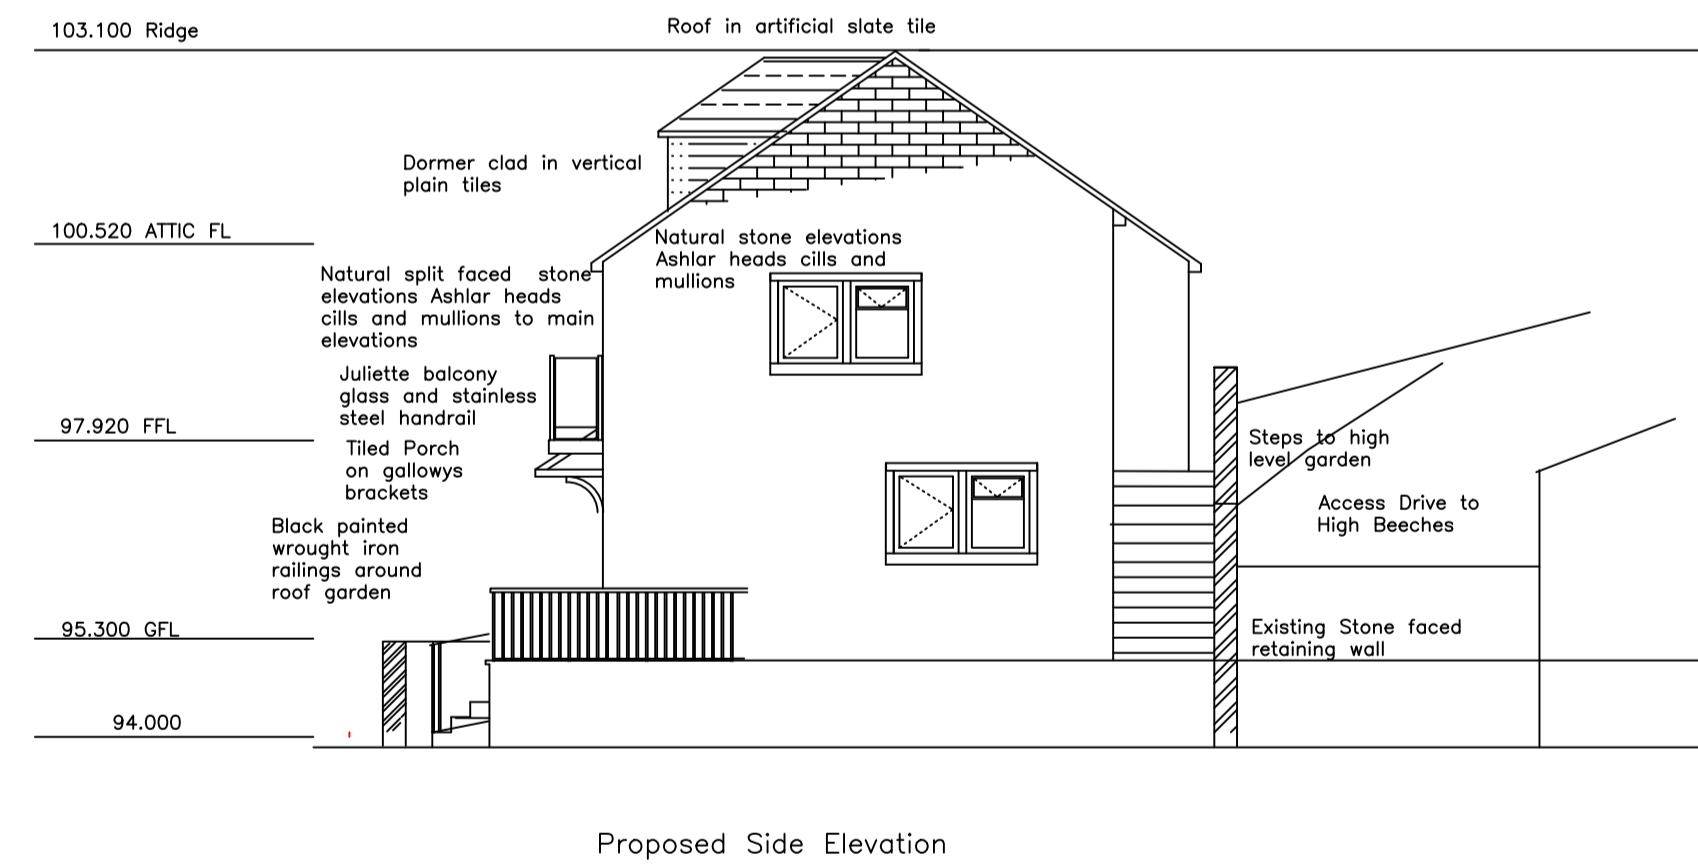 103.100 Ridge
Roof in artificial slate tile
Dormer clad in vertical
plain tiles
100.520 ATTIC FL
Natural stone elevations
Ashlar heads cills and
mullions
Natural split faced stone
elevations Ashlar heads
cills and mullions to main
elevations
Juliette balcony
glass and stainless
steel handrail
97.920 FFL
Tiled Porch
on gallowys
brackets
Steps to high
level garden
Access Drive to
High Beeches
Black painted
wrought iron
railings around
roof garden
95.300 GFL
Existing Stone faced
retaining wall
94.000
Proposed Side Elevation